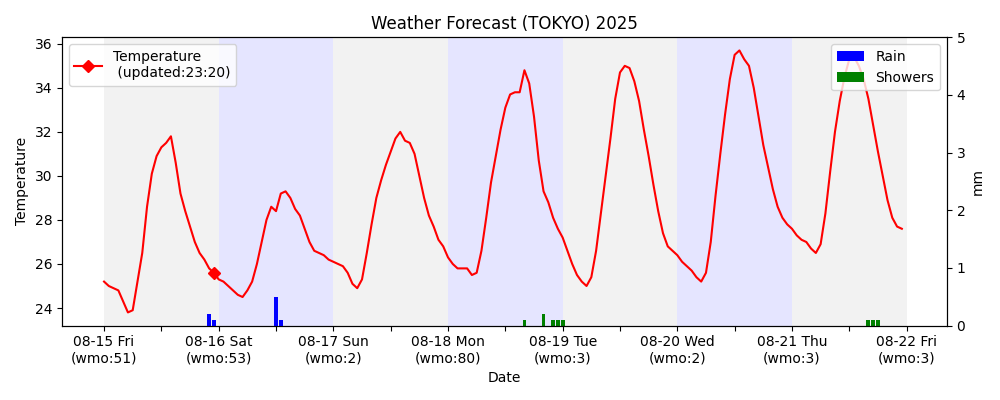 Weather Forecast (TOKYO) 2025
Temperature
(updated:23:20)
Rain
Showers
36
34
32
30
28
26
24
Temperature
5
4
3
2
1
0
mm
08-15 Fri
(wmo:51)
08-16 Sat
(wmo:53)
08-17 Sun
(wmo:2)
08-18 Mon
(wmo:80)
08-19 Tue
(wmo:3)
08-20 Wed
(wmo:2)
08-21 Thu
(wmo:3)
08-22 Fri
(wmo:3)
Date